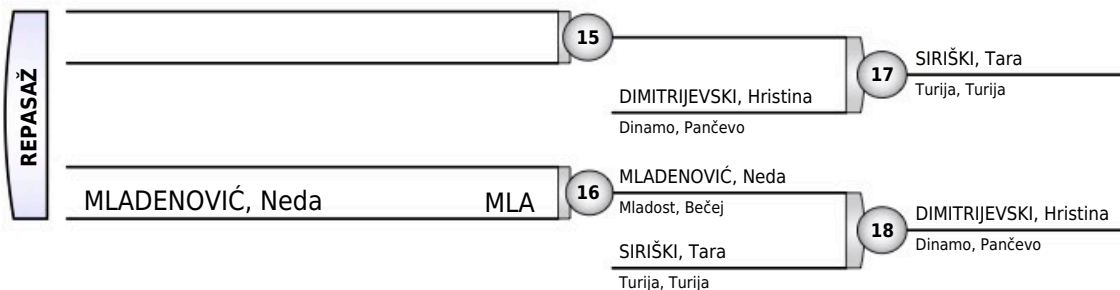 REPASAŽ
15
DIMITRIJEVSKI, Hristina
Dinamo, Pančevo
17
SIRIŠKI, Tara
Turija, Turija
MLADENOVIĆ, Neda MLA
16
MLADENOVIĆ, Neda
Mladost, Bečej
SIRIŠKI, Tara
Turija, Turija
18
DIMITRIJEVSKI, Hristina
Dinamo, Pančevo